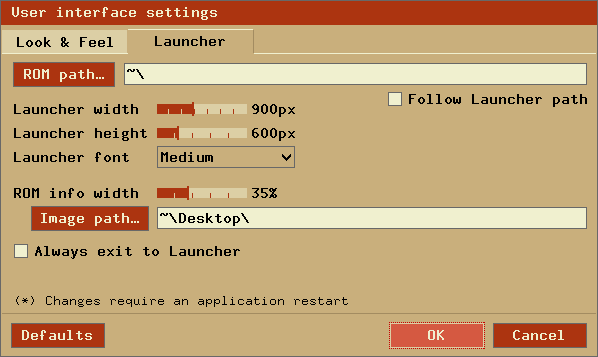 User interface settings
Look & Feel Launcher
ROM path… ~\
Follow Launcher path
Launcher width 900px
Launcher height 600px
Launcher font Medium
ROM info width 35%
Image path… ~\Desktop\
Always exit to Launcher
(*) Changes require an application restart
Defaults OK Cancel